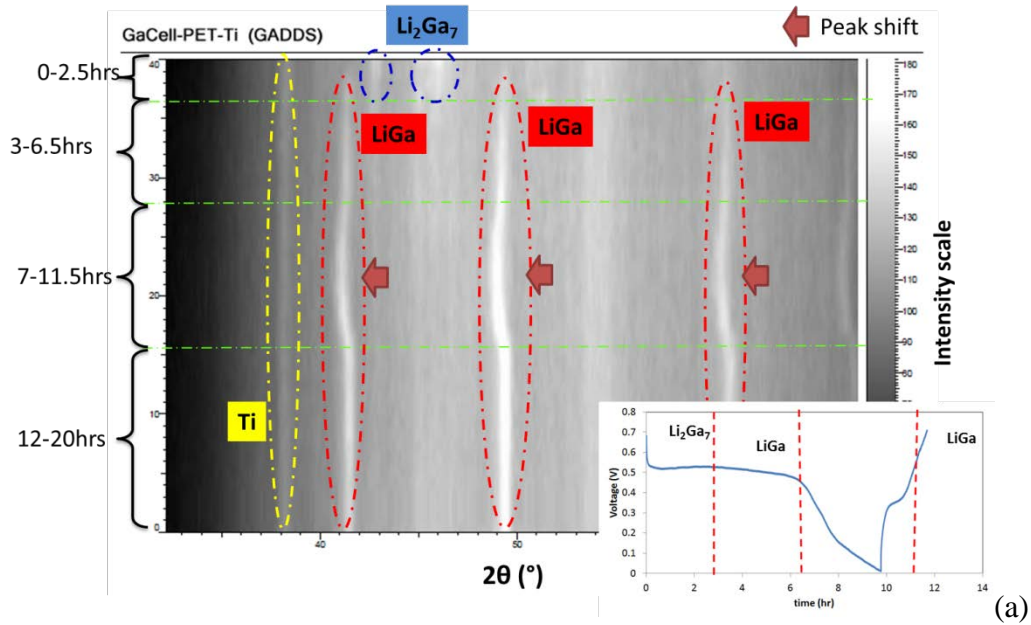 GaCell-PET-Ti (GADDS)
Li₂Ga₇
Peak shift
0-2.5hrs
3-6.5hrs
7-11.5hrs
12-20hrs
LiGa
LiGa
LiGa
Ti
40
30
20
10
0
40
50
2θ (°)
180
170
160
150
140
130
120
110
100
90
80
Intensity scale
Li₂Ga₇
LiGa
LiGa
0.8
0.7
0.6
0.5
0.4
0.3
0.2
0.1
0
Voltage (V)
0 2 4 6 8 10 12 14
time (hr)
(a)